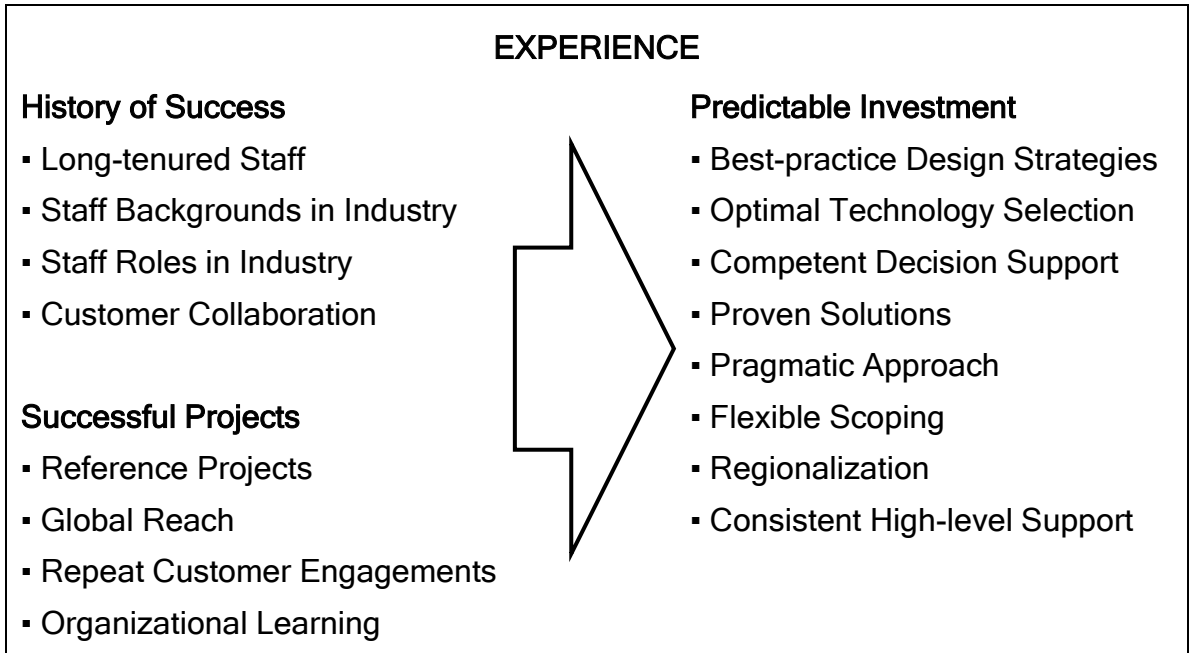 EXPERIENCE
History of Success
▪ Long-tenured Staff
▪ Staff Backgrounds in Industry
▪ Staff Roles in Industry
▪ Customer Collaboration
Successful Projects
▪ Reference Projects
▪ Global Reach
▪ Repeat Customer Engagements
▪ Organizational Learning
Predictable Investment
▪ Best-practice Design Strategies
▪ Optimal Technology Selection
▪ Competent Decision Support
▪ Proven Solutions
▪ Pragmatic Approach
▪ Flexible Scoping
▪ Regionalization
▪ Consistent High-level Support